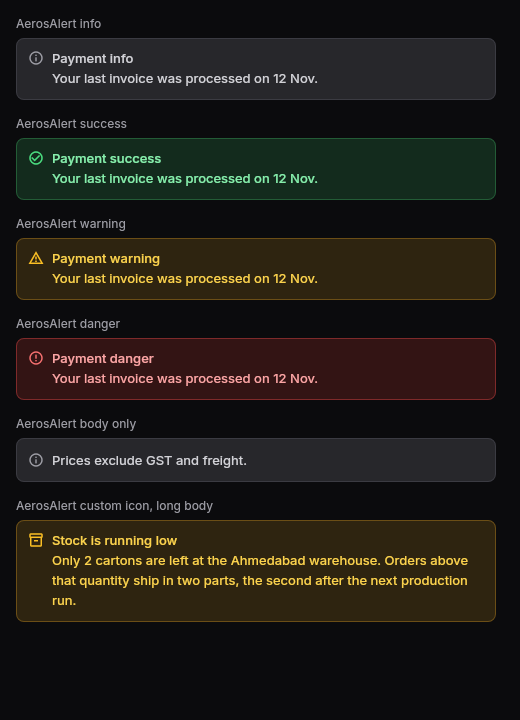 AerosAlert info
Payment info
Your last invoice was processed on 12 Nov.
AerosAlert success
Payment success
Your last invoice was processed on 12 Nov.
AerosAlert warning
Payment warning
Your last invoice was processed on 12 Nov.
AerosAlert danger
Payment danger
Your last invoice was processed on 12 Nov.
AerosAlert body only
Prices exclude GST and freight.
AerosAlert custom icon, long body
Stock is running low
Only 2 cartons are left at the Ahmedabad warehouse. Orders above
that quantity ship in two parts, the second after the next production
run.